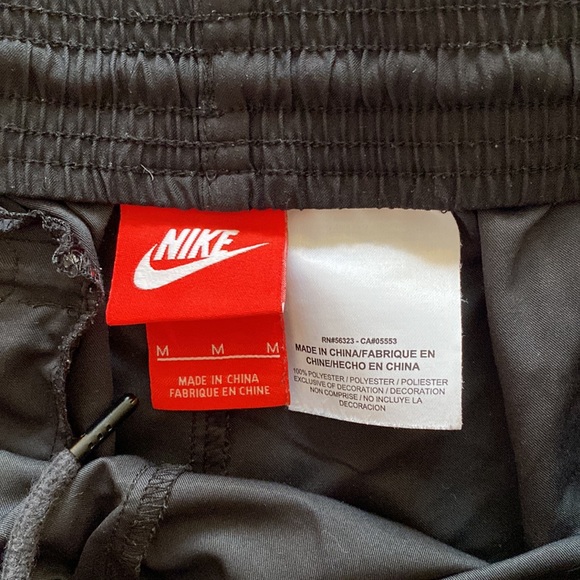 NIKE
M M M
MADE IN CHINA
FABRIQUE EN CHINE
RN#56323 - CA#05553
MADE IN CHINA/FABRIQUE EN
CHINE/HECHO EN CHINA
100% POLYESTER / POLYESTER / POLIESTER
EXCLUSIVE OF DECORATION / DECORATION
NON COMPRISE / NO INCLUYE LA
DECORACION